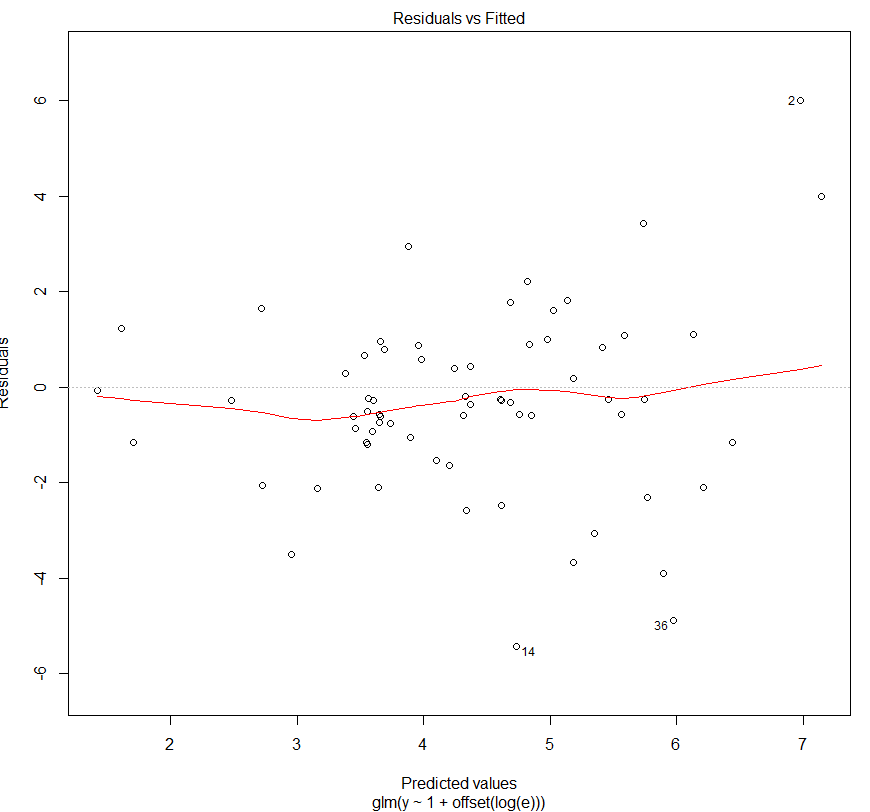 Residuals vs Fitted
Residuals
6
4
2
0
-2
-4
-6
2
36
14
2 3 4 5 6 7
Predicted values
glm(y ~ 1 + offset(log(e)))